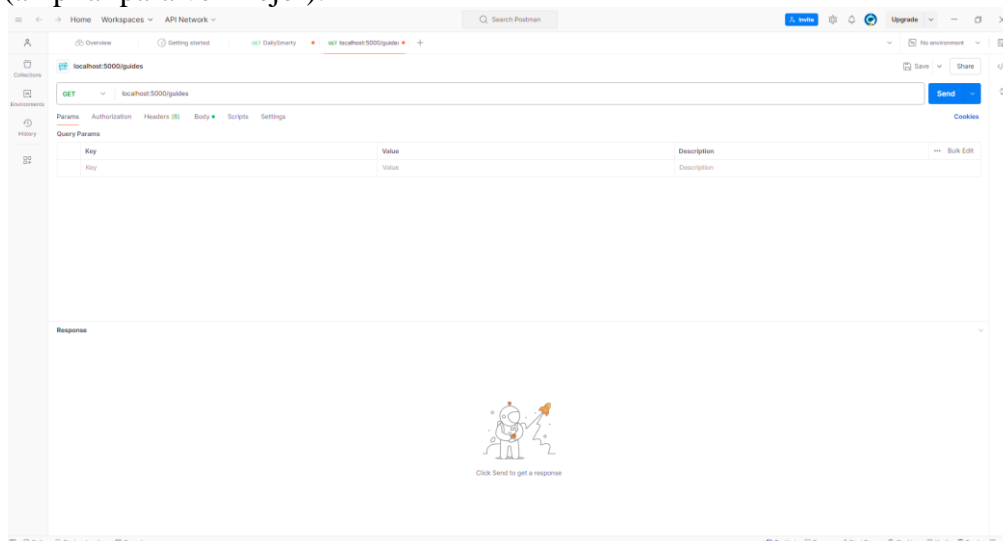 Home Workspaces API Network Search Postman Invite Upgrade
Overview Getting started GET DailySmarty GET localhost:5000/guides + No environment
Collections
localhost:5000/guides Save Share
Environments
GET localhost:5000/guides Send
History
Params Authorization Headers (8) Body Scripts Settings Cookies
Query Params
Key Value Description Bulk Edit
Key Value Description
Response
Click Send to get a response